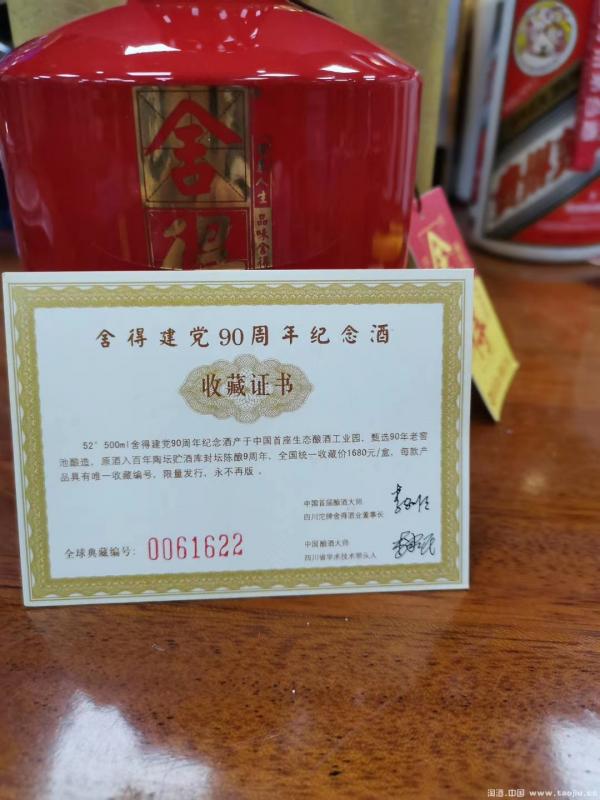 舍得
舍得人生 品味舍得
舍得建党90周年纪念酒
收藏证书
52° 500ml舍得建党90周年纪念酒产于中国首座生态酿酒工业园, 甄选90年老窖
池酿造, 原酒入百年陶坛贮酒库封坛陈酿9周年, 全国统一收藏价1680元/盒, 每款产
品具有唯一收藏编号, 限量发行, 永不再版。
中国首届酿酒大师
四川沱牌舍得酒业董事长
中国酿酒大师
四川省学术技术带头人
全球典藏编号: 0061622
淘酒.中国 www.taojiu.cn